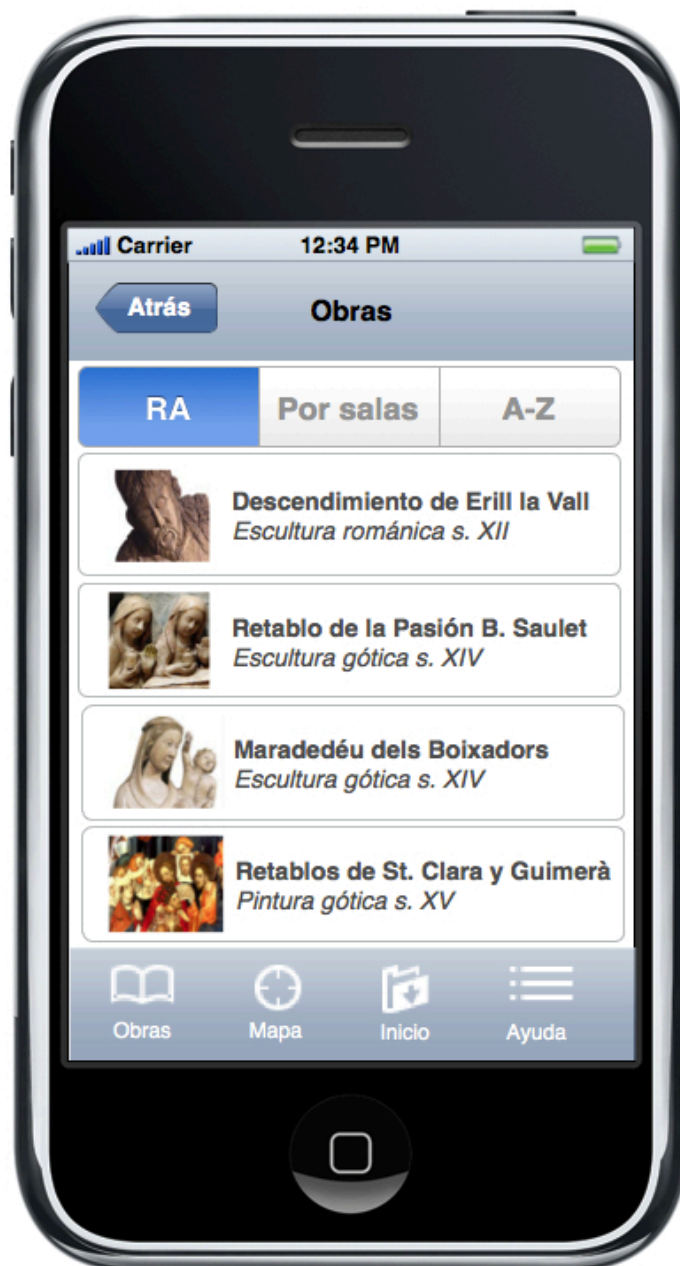 Carrier 12:34 PM
Atrás Obras
RA Por salas A-Z
Descendimiento de Erill la Vall
Escultura románica s. XII
Retablo de la Pasión B. Saulet
Escultura gótica s. XIV
Maradedéu dels Boixadors
Escultura gótica s. XIV
Retablos de St. Clara y Guimerà
Pintura gótica s. XV
Obras Mapa Inicio Ayuda